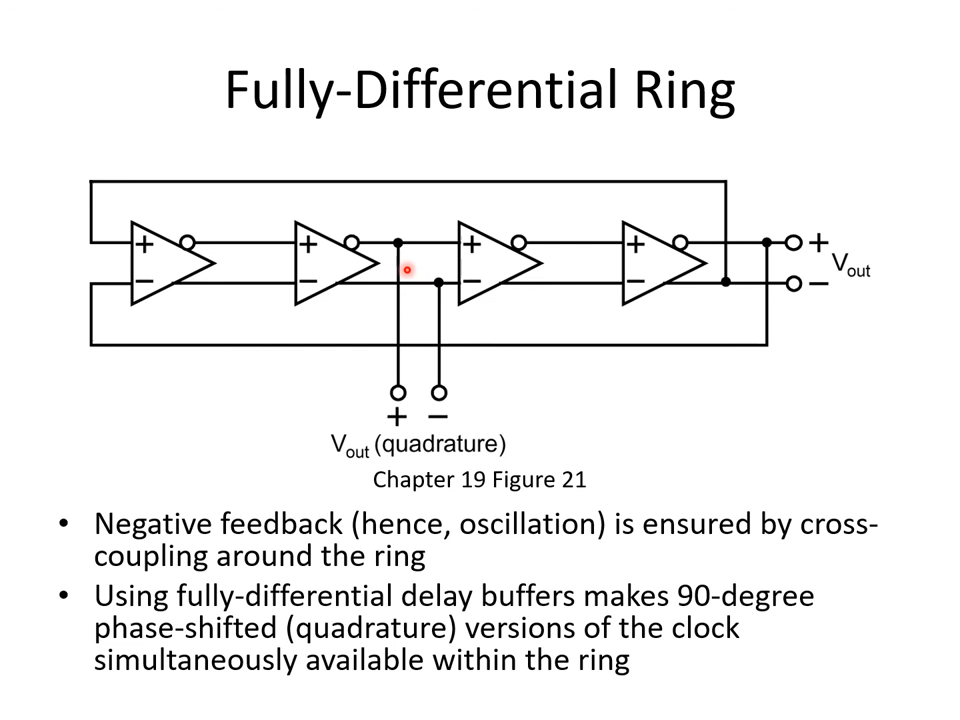 Fully-Differential Ring
+ − + − + − + − + −
V_out
+ −
V_out (quadrature)
Chapter 19 Figure 21
• Negative feedback (hence, oscillation) is ensured by cross-
coupling around the ring
• Using fully-differential delay buffers makes 90-degree
phase-shifted (quadrature) versions of the clock
simultaneously available within the ring